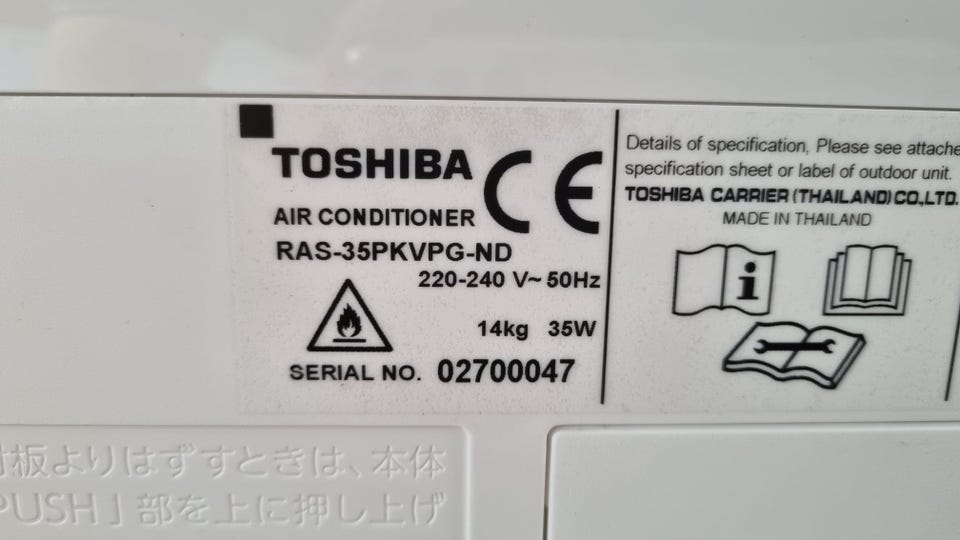 TOSHIBA
CE
AIR CONDITIONER
RAS-35PKVPG-ND
220-240 V~ 50Hz
14kg 35W
SERIAL NO. 02700047
Details of specification, Please see attache
specification sheet or label of outdoor unit.
TOSHIBA CARRIER (THAILAND) CO.,LTD.
MADE IN THAILAND
i
板よりはずすときは、本体
PUSH」部を上に押し上げ